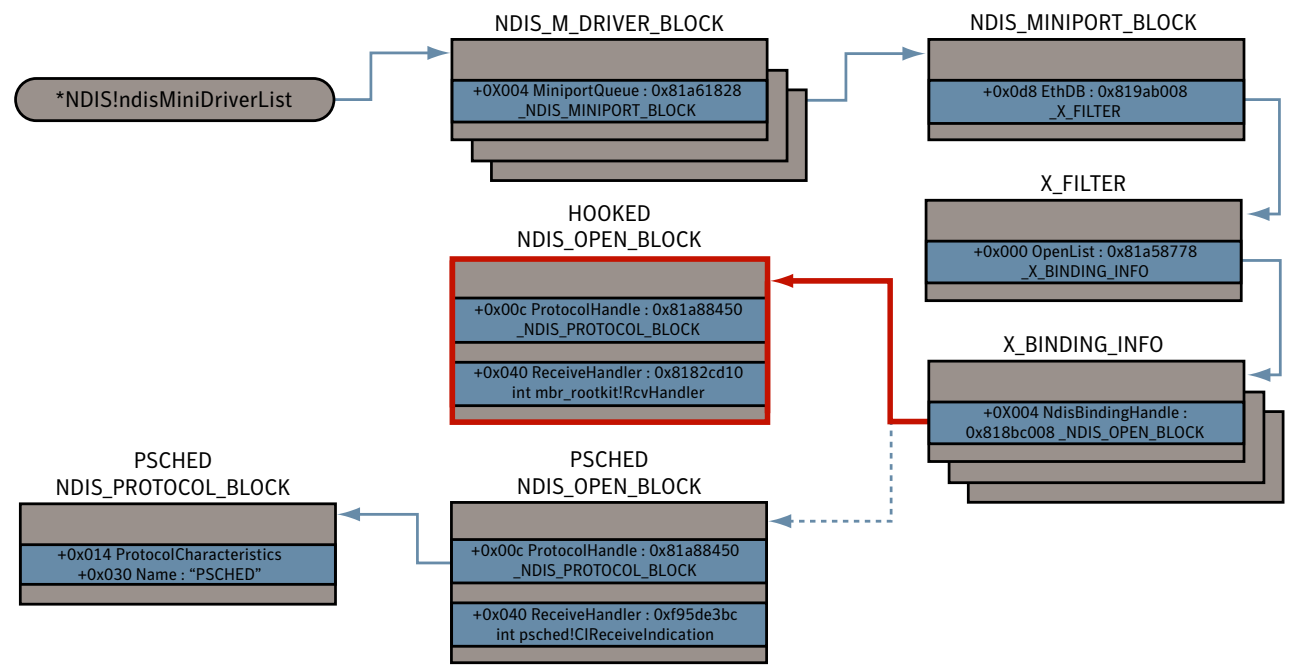 NDIS_M_DRIVER_BLOCK
NDIS_MINIPORT_BLOCK
*NDIS!ndisMiniDriverList
+0X004 MiniportQueue : 0x81a61828
_NDIS_MINIPORT_BLOCK
+0x0d8 EthDB : 0x819ab008
_X_FILTER
X_FILTER
+0x000 OpenList : 0x81a58778
_X_BINDING_INFO
HOOKED
NDIS_OPEN_BLOCK
+0x00c ProtocolHandle : 0x81a88450
_NDIS_PROTOCOL_BLOCK
+0x040 ReceiveHandler : 0x8182cd10
int mbr_rootkit!RcvHandler
X_BINDING_INFO
+0X004 NdisBindingHandle :
0x818bc008 _NDIS_OPEN_BLOCK
PSCHED
NDIS_PROTOCOL_BLOCK
+0x014 ProtocolCharacteristics
+0x030 Name : “PSCHED”
PSCHED
NDIS_OPEN_BLOCK
+0x00c ProtocolHandle : 0x81a88450
_NDIS_PROTOCOL_BLOCK
+0x040 ReceiveHandler : 0xf95de3bc
int psched!CIReceiveIndication